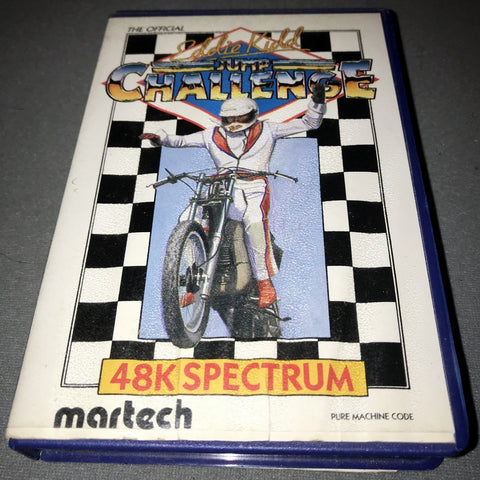 THE OFFICIAL
Eddie Kidd
JUMP
CHALLENGE
48K SPECTRUM
martech
PURE MACHINE CODE